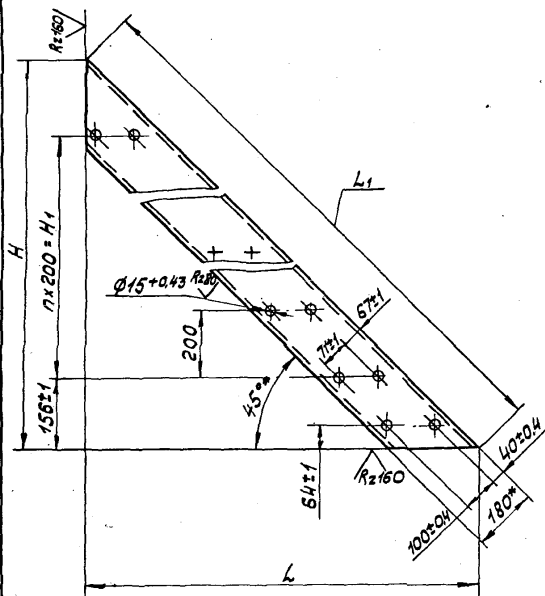 Rz160
H
n×200=H1
156±1
L1
Ø15+0,43 Rz80
200
67±1
71±1
45°*
64±1
Rz160
40±0,4
180*
100±0,4
L